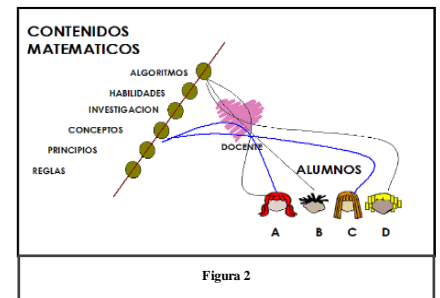 CONTENIDOS
MATEMATICOS
ALGORITMOS
HABILIDADES
INVESTIGACION
CONCEPTOS
PRINCIPIOS
REGLAS
DOCENTE
ALUMNOS
A B C D
Figura 2